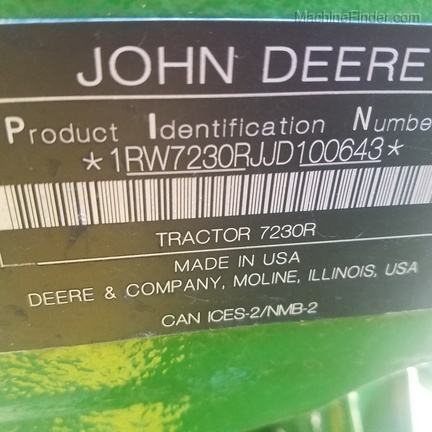 MachineFinder.com
JOHN DEERE
Product Identification Numbe
*1RW7230RJJD100643*
TRACTOR 7230R
MADE IN USA
DEERE & COMPANY, MOLINE, ILLINOIS, USA
CAN ICES-2/NMB-2